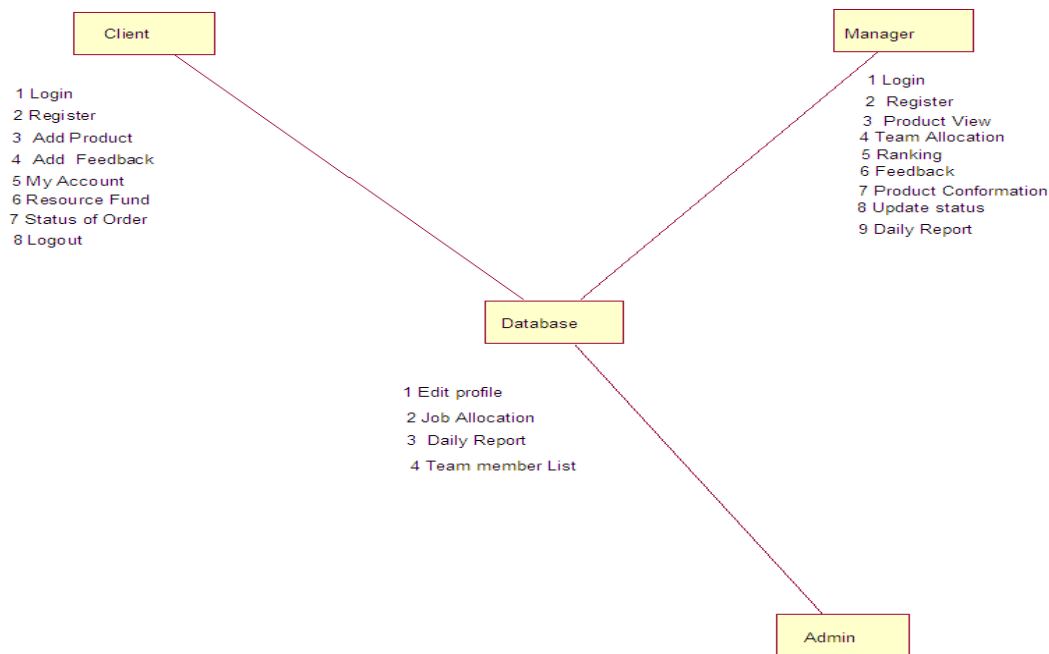 Client
1 Login
2 Register
3 Add Product
4 Add Feedback
5 My Account
6 Resource Fund
7 Status of Order
8 Logout
Manager
1 Login
2 Register
3 Product View
4 Team Allocation
5 Ranking
6 Feedback
7 Product Conformation
8 Update status
9 Daily Report
Database
1 Edit profile
2 Job Allocation
3 Daily Report
4 Team member List
Admin